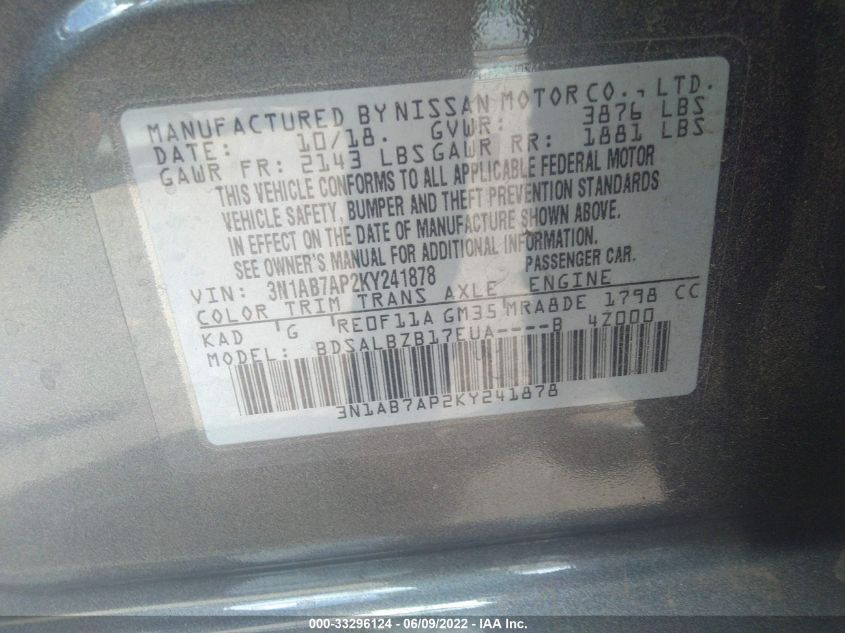 MANUFACTURED BY NISSAN MOTOR CO., LTD.
DATE: 10/18. GVWR: 3876 LBS
GAWR FR: 2143 LBS GAWR RR: 1881 LBS
THIS VEHICLE CONFORMS TO ALL APPLICABLE FEDERAL MOTOR
VEHICLE SAFETY, BUMPER AND THEFT PREVENTION STANDARDS
IN EFFECT ON THE DATE OF MANUFACTURE SHOWN ABOVE.
SEE OWNER'S MANUAL FOR ADDITIONAL INFORMATION.
VIN: 3N1AB7AP2KY241878 PASSENGER CAR.
COLOR TRIM TRANS AXLE ENGINE
KAD G RE0F11A GM35 MRA8DE 1798 CC
MODEL: BDSALBZB17EUA----B 4Z000
3N1AB7AP2KY241878
000-33296124 - 06/09/2022 - IAA Inc.